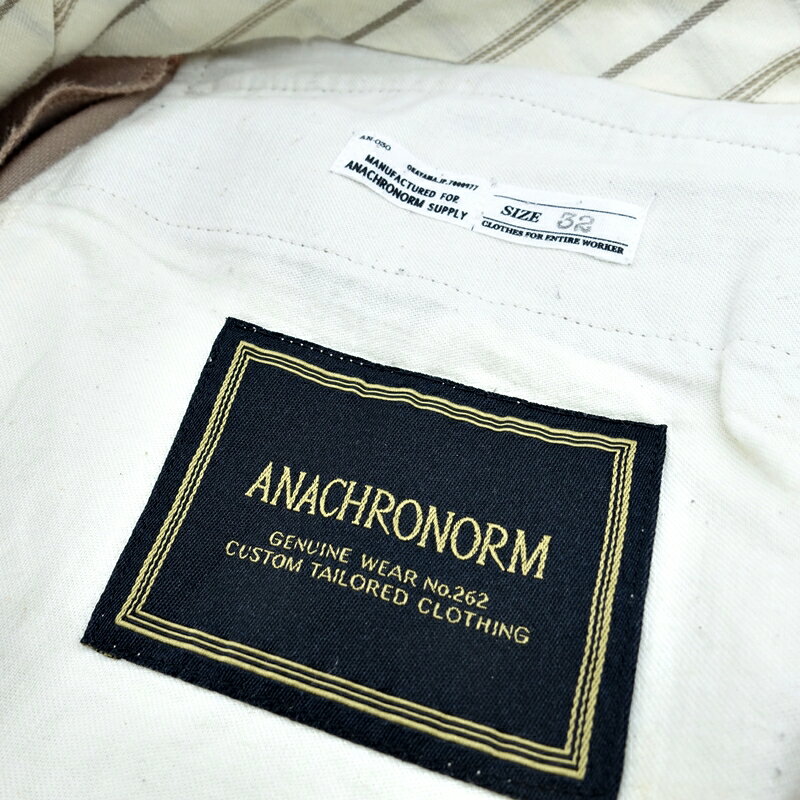 AN-030
OKAYAMA.JP.7000977
MANUFACTURED FOR
ANACHRONORM SUPPLY
SIZE 32
CLOTHES FOR ENTIRE WORKER
ANACHRONORM
GENUINE WEAR No.262
CUSTOM TAILORED CLOTHING